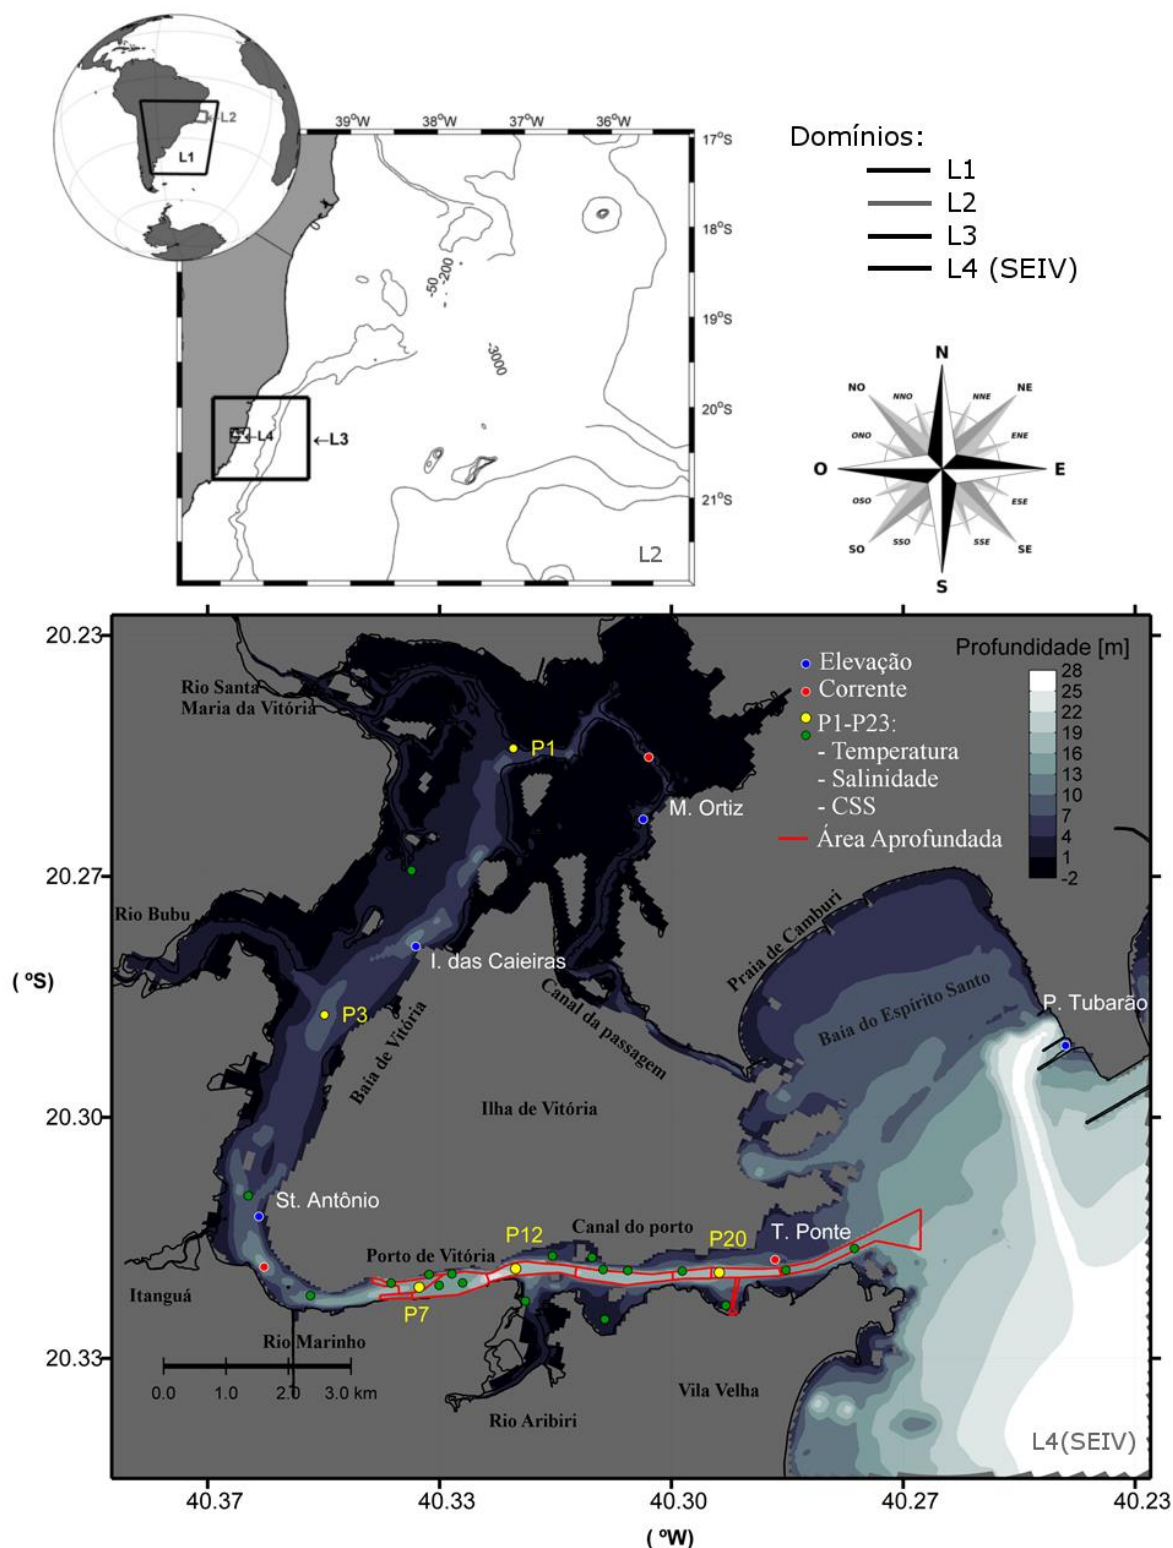 39°W 38°W 37°W 36°W
17°S
18°S
19°S
20°S
21°S
←L2
L1
-50 -200
-3000
←L4
←L3
L2
Domínios:
L1
L2
L3
L4 (SEIV)
N
NNO
NNE
NO
NE
ONO
ENE
O
E
OSO
ESE
SO
SE
SSO
SSE
S
20.23
20.27
20.30
20.33
( ºS)
Rio Santa
Maria da Vitória
P1
M. Ortiz
Rio Bubu
I. das Caieiras
P3
Baía de Vitória
Canal da passagem
Praia de Camburi
Baía do Espírito Santo
P. Tubarão
Ilha de Vitória
St. Antônio
Porto de Vitória
P12
Canal do porto
P20
T. Ponte
Itanguá
P7
Rio Marinho
0.0 1.0 2.0 3.0 km
Rio Aribiri
Vila Velha
L4(SEIV)
Elevação
Corrente
P1-P23:
- Temperatura
- Salinidade
- CSS
Área Aprofundada
Profundidade [m]
28
25
22
19
16
13
10
7
4
1
-2
40.37 40.33 40.30 40.27 40.23
( ºW)